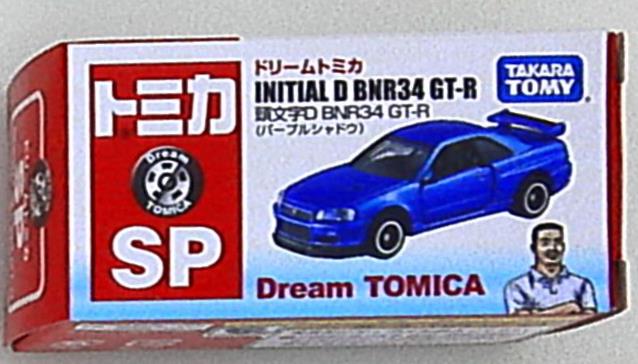 トミカ
Dream
TOMICA
SP
ドリームトミカ
INITIAL D BNR34 GT-R
頭文字D BNR34 GT-R
(パープルシャドウ)
TAKARA
TOMY
Dream TOMICA